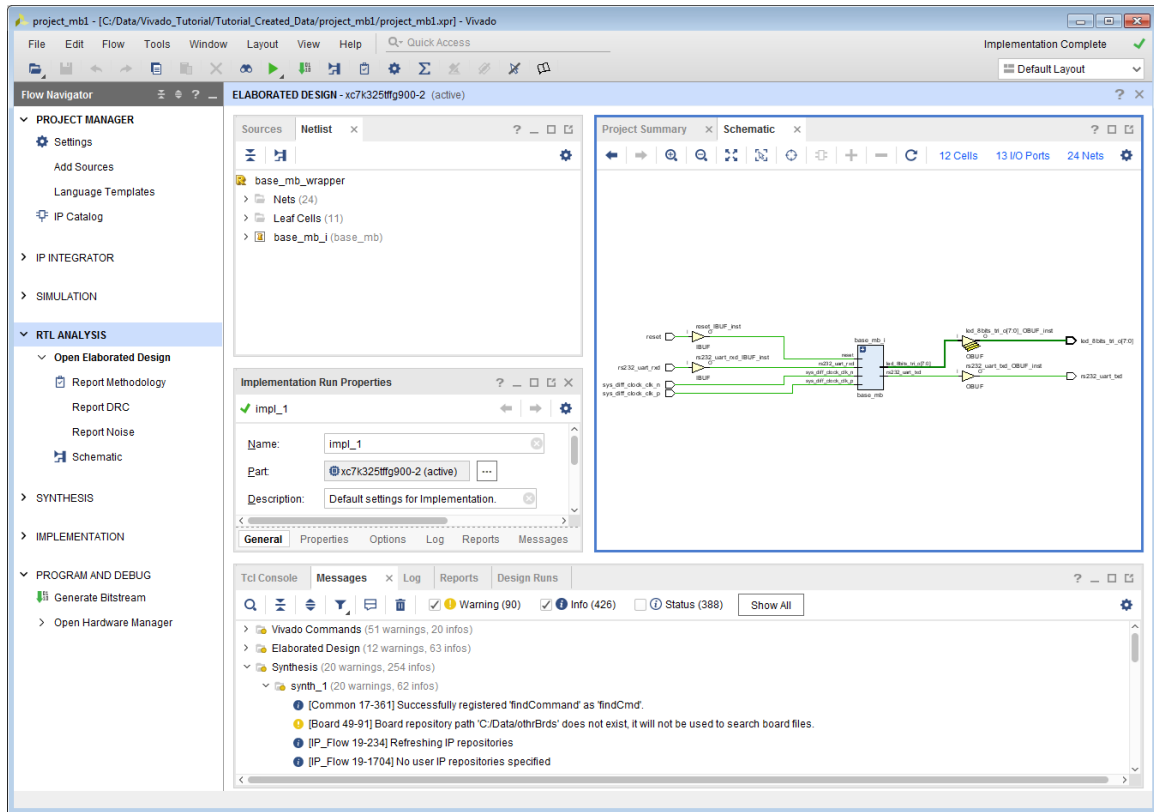 project_mb1 - [C:/Data/Vivado_Tutorial/Tutorial_Created_Data/project_mb1/project_mb1.xpr] - Vivado
File Edit Flow Tools Window Layout View Help Quick Access Implementation Complete
Default Layout
Flow Navigator
ELABORATED DESIGN - xc7k325tffg900-2 (active)
PROJECT MANAGER
Settings
Add Sources
Language Templates
IP Catalog
IP INTEGRATOR
SIMULATION
RTL ANALYSIS
Open Elaborated Design
Report Methodology
Report DRC
Report Noise
Schematic
SYNTHESIS
IMPLEMENTATION
PROGRAM AND DEBUG
Generate Bitstream
Open Hardware Manager
Sources Netlist
base_mb_wrapper
Nets (24)
Leaf Cells (11)
base_mb_i (base_mb)
Implementation Run Properties
impl_1
Name: impl_1
Part: xc7k325tffg900-2 (active) ...
Description: Default settings for Implementation.
General Properties Options Log Reports Messages
Project Summary Schematic
12 Cells 13 I/O Ports 24 Nets
reset_IBUF_inst
reset
I O
IBUF
rs232_uart_rxd_IBUF_inst
rs232_uart_rxd
I O
IBUF
sys_diff_clock_clk_n
sys_diff_clock_clk_p
base_mb_i
reset
rs232_uart_rxd led_8bits_tri_o[7:0]
sys_diff_clock_clk_n rs232_uart_txd
sys_diff_clock_clk_p
base_mb
led_8bits_tri_o[7:0]_OBUF_inst
I O
led_8bits_tri_o[7:0]
OBUF
rs232_uart_txd_OBUF_inst
I O
rs232_uart_txd
OBUF
Tcl Console Messages Log Reports Design Runs
Warning (90) Info (426) Status (388) Show All
Vivado Commands (51 warnings, 20 infos)
Elaborated Design (12 warnings, 63 infos)
Synthesis (20 warnings, 254 infos)
synth_1 (20 warnings, 62 infos)
[Common 17-361] Successfully registered 'findCommand' as 'findCmd'.
[Board 49-91] Board repository path 'C:/Data/othrBrds' does not exist, it will not be used to search board files.
[IP_Flow 19-234] Refreshing IP repositories
[IP_Flow 19-1704] No user IP repositories specified